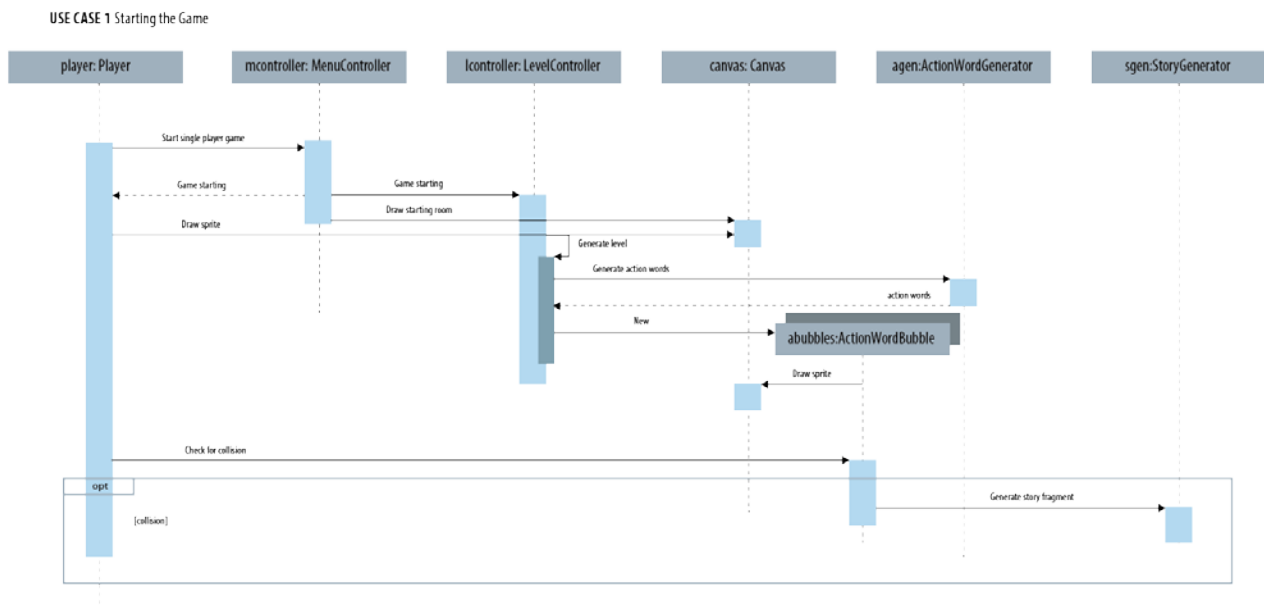 USE CASE 1 Starting the Game
player: Player
mcontroller: MenuController
lcontroller: LevelController
canvas: Canvas
agen:ActionWordGenerator
sgen:StoryGenerator
Start single player game
Game starting
Game starting
Draw starting room
Draw sprite
Generate level
Generate action words
action words
New
abubbles:ActionWordBubble
Draw sprite
Check for collision
opt
Generate story fragment
[collision]